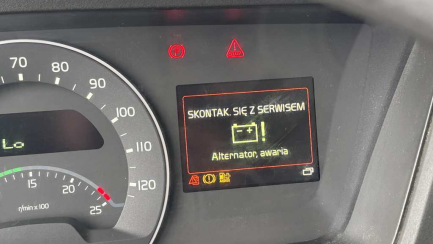 70
80
90
100
110
120
Lo
15
20
25
r/min x 100
SKONTAK. SIĘ Z SERWISEM
Alternator, awaria